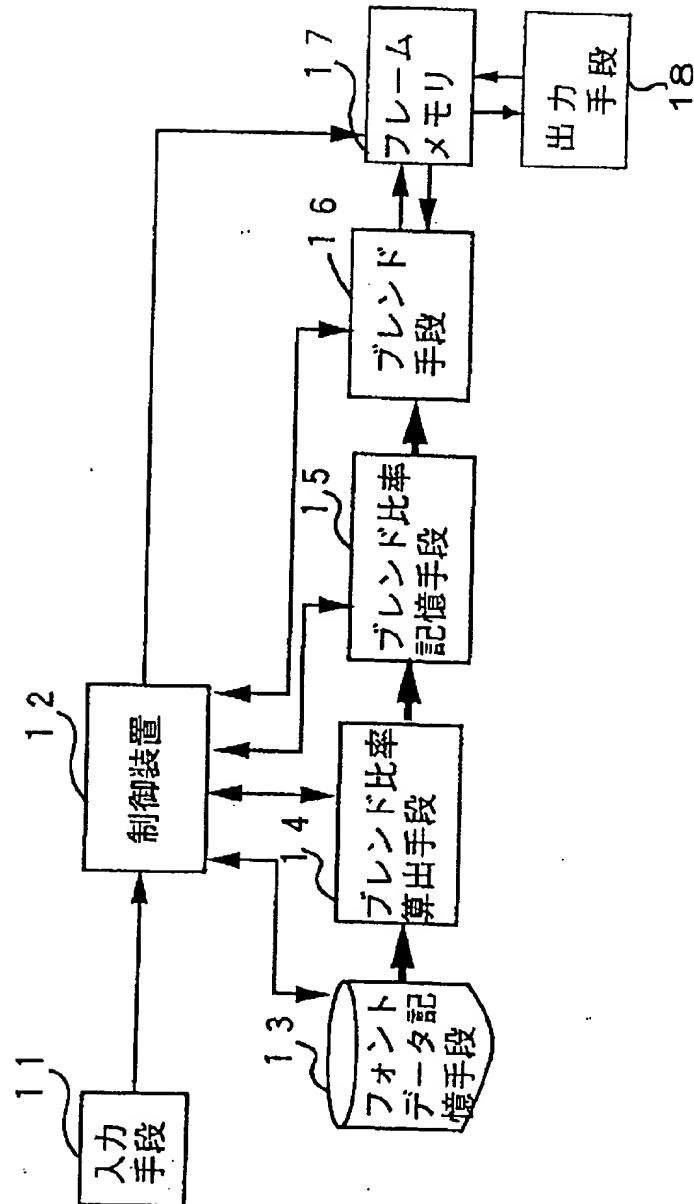 11
入力
手段
12
制御装置
13
フォント
データ記
憶手段
14
ブレンド比率
算出手段
15
ブレンド比率
記憶手段
16
ブレンド
手段
17
フレーム
メモリ
出力
手段
18